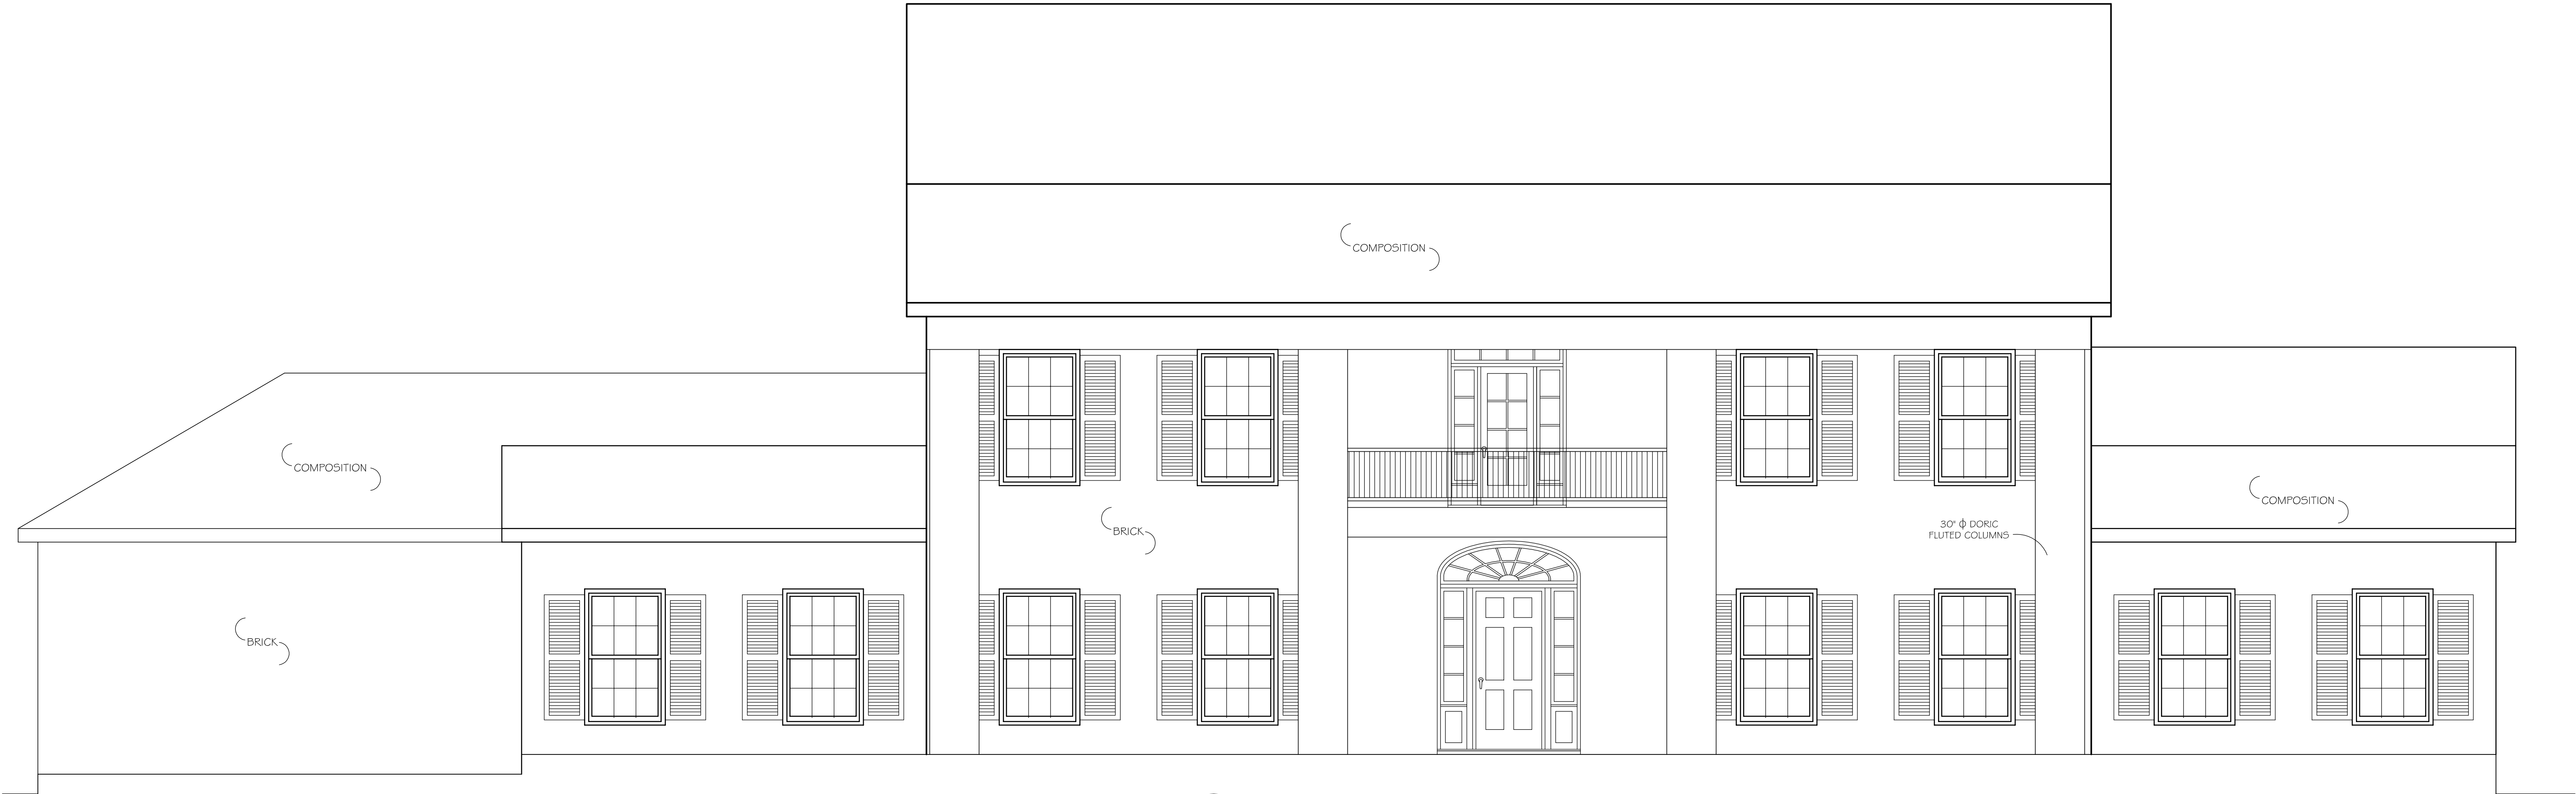 COMPOSITION
COMPOSITION
COMPOSITION
30" ϕ DORIC
FLUTED COLUMNS
BRICK
BRICK